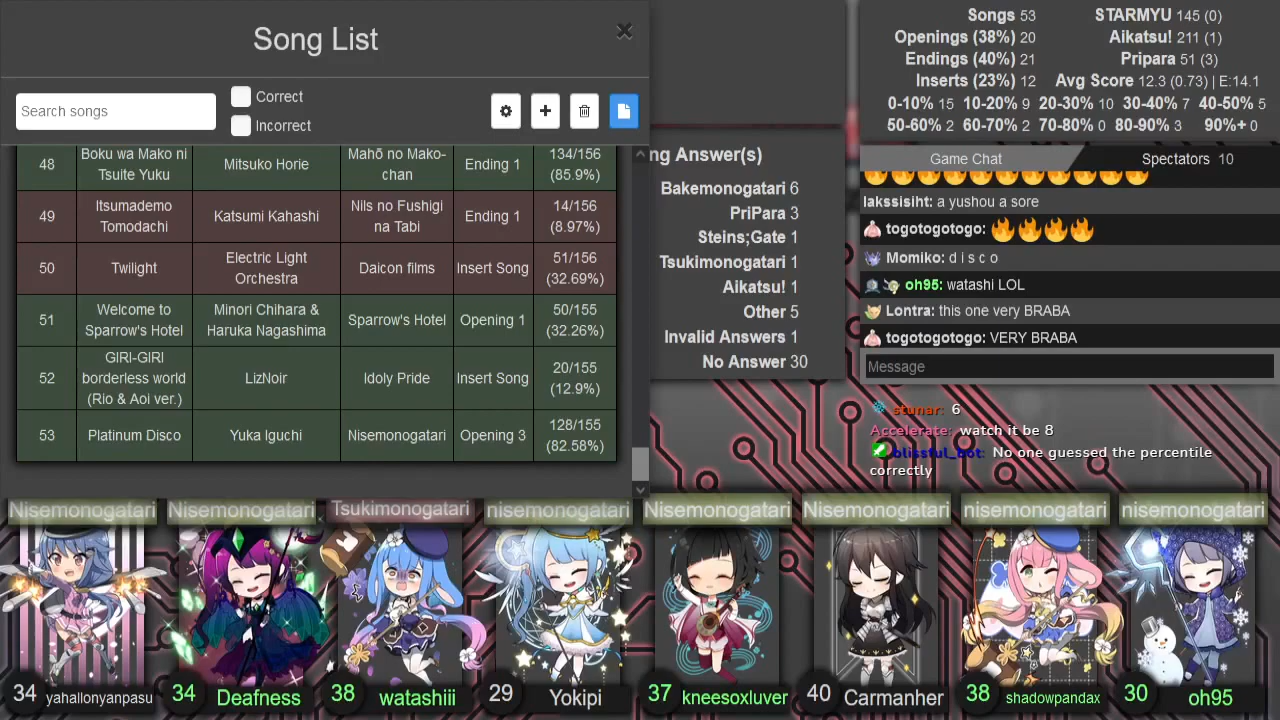 Song List
Search songs
Correct
Incorrect
48
Boku wa Mako ni
Tsuite Yuku
Mitsuko Horie
Mahō no Mako-
chan
Ending 1
134/156
(85.9%)
49
Itsumademo
Tomodachi
Katsumi Kahashi
Nils no Fushigi
na Tabi
Ending 1
14/156
(8.97%)
50
Twilight
Electric Light
Orchestra
Daicon films
Insert Song
51/156
(32.69%)
51
Welcome to
Sparrow's Hotel
Minori Chihara &
Haruka Nagashima
Sparrow's Hotel
Opening 1
50/155
(32.26%)
52
GIRI-GIRI
borderless world
(Rio & Aoi ver.)
LizNoir
Idoly Pride
Insert Song
20/155
(12.9%)
53
Platinum Disco
Yuka Iguchi
Nisemonogatari
Opening 3
128/155
(82.58%)
ng Answer(s)
Bakemonogatari 6
PriPara 3
Steins;Gate 1
Tsukimonogatari 1
Aikatsu! 1
Other 5
Invalid Answers 1
No Answer 30
Songs 53
Openings (38%) 20
Endings (40%) 21
Inserts (23%) 12
STARMYU 145 (0)
Aikatsu! 211 (1)
Pripara 51 (3)
Avg Score 12.3 (0.73) | E:14.1
0-10% 15 10-20% 9 20-30% 10 30-40% 7 40-50% 5
50-60% 2 60-70% 2 70-80% 0 80-90% 3 90%+ 0
Game Chat
Spectators 10
lakssisiht: a yushou a sore
togotogotogo:
Momiko: d i s c o
oh95: watashi LOL
Lontra: this one very BRABA
togotogotogo: VERY BRABA
Message
stunar: 6
Accelerate: watch it be 8
blissful_bot: No one guessed the percentile
correctly
Nisemonogatari
Nisemonogatari
Tsukimonogatari
nisemonogatari
Nisemonogatari
Nisemonogatari
nisemonogatari
nisemonogatari
34 yahallonyanpasu
34 Deafness
38 watashiii
29 Yokipi
37 kneesoxluver
40 Carmanher
38 shadowpandax
30 oh95